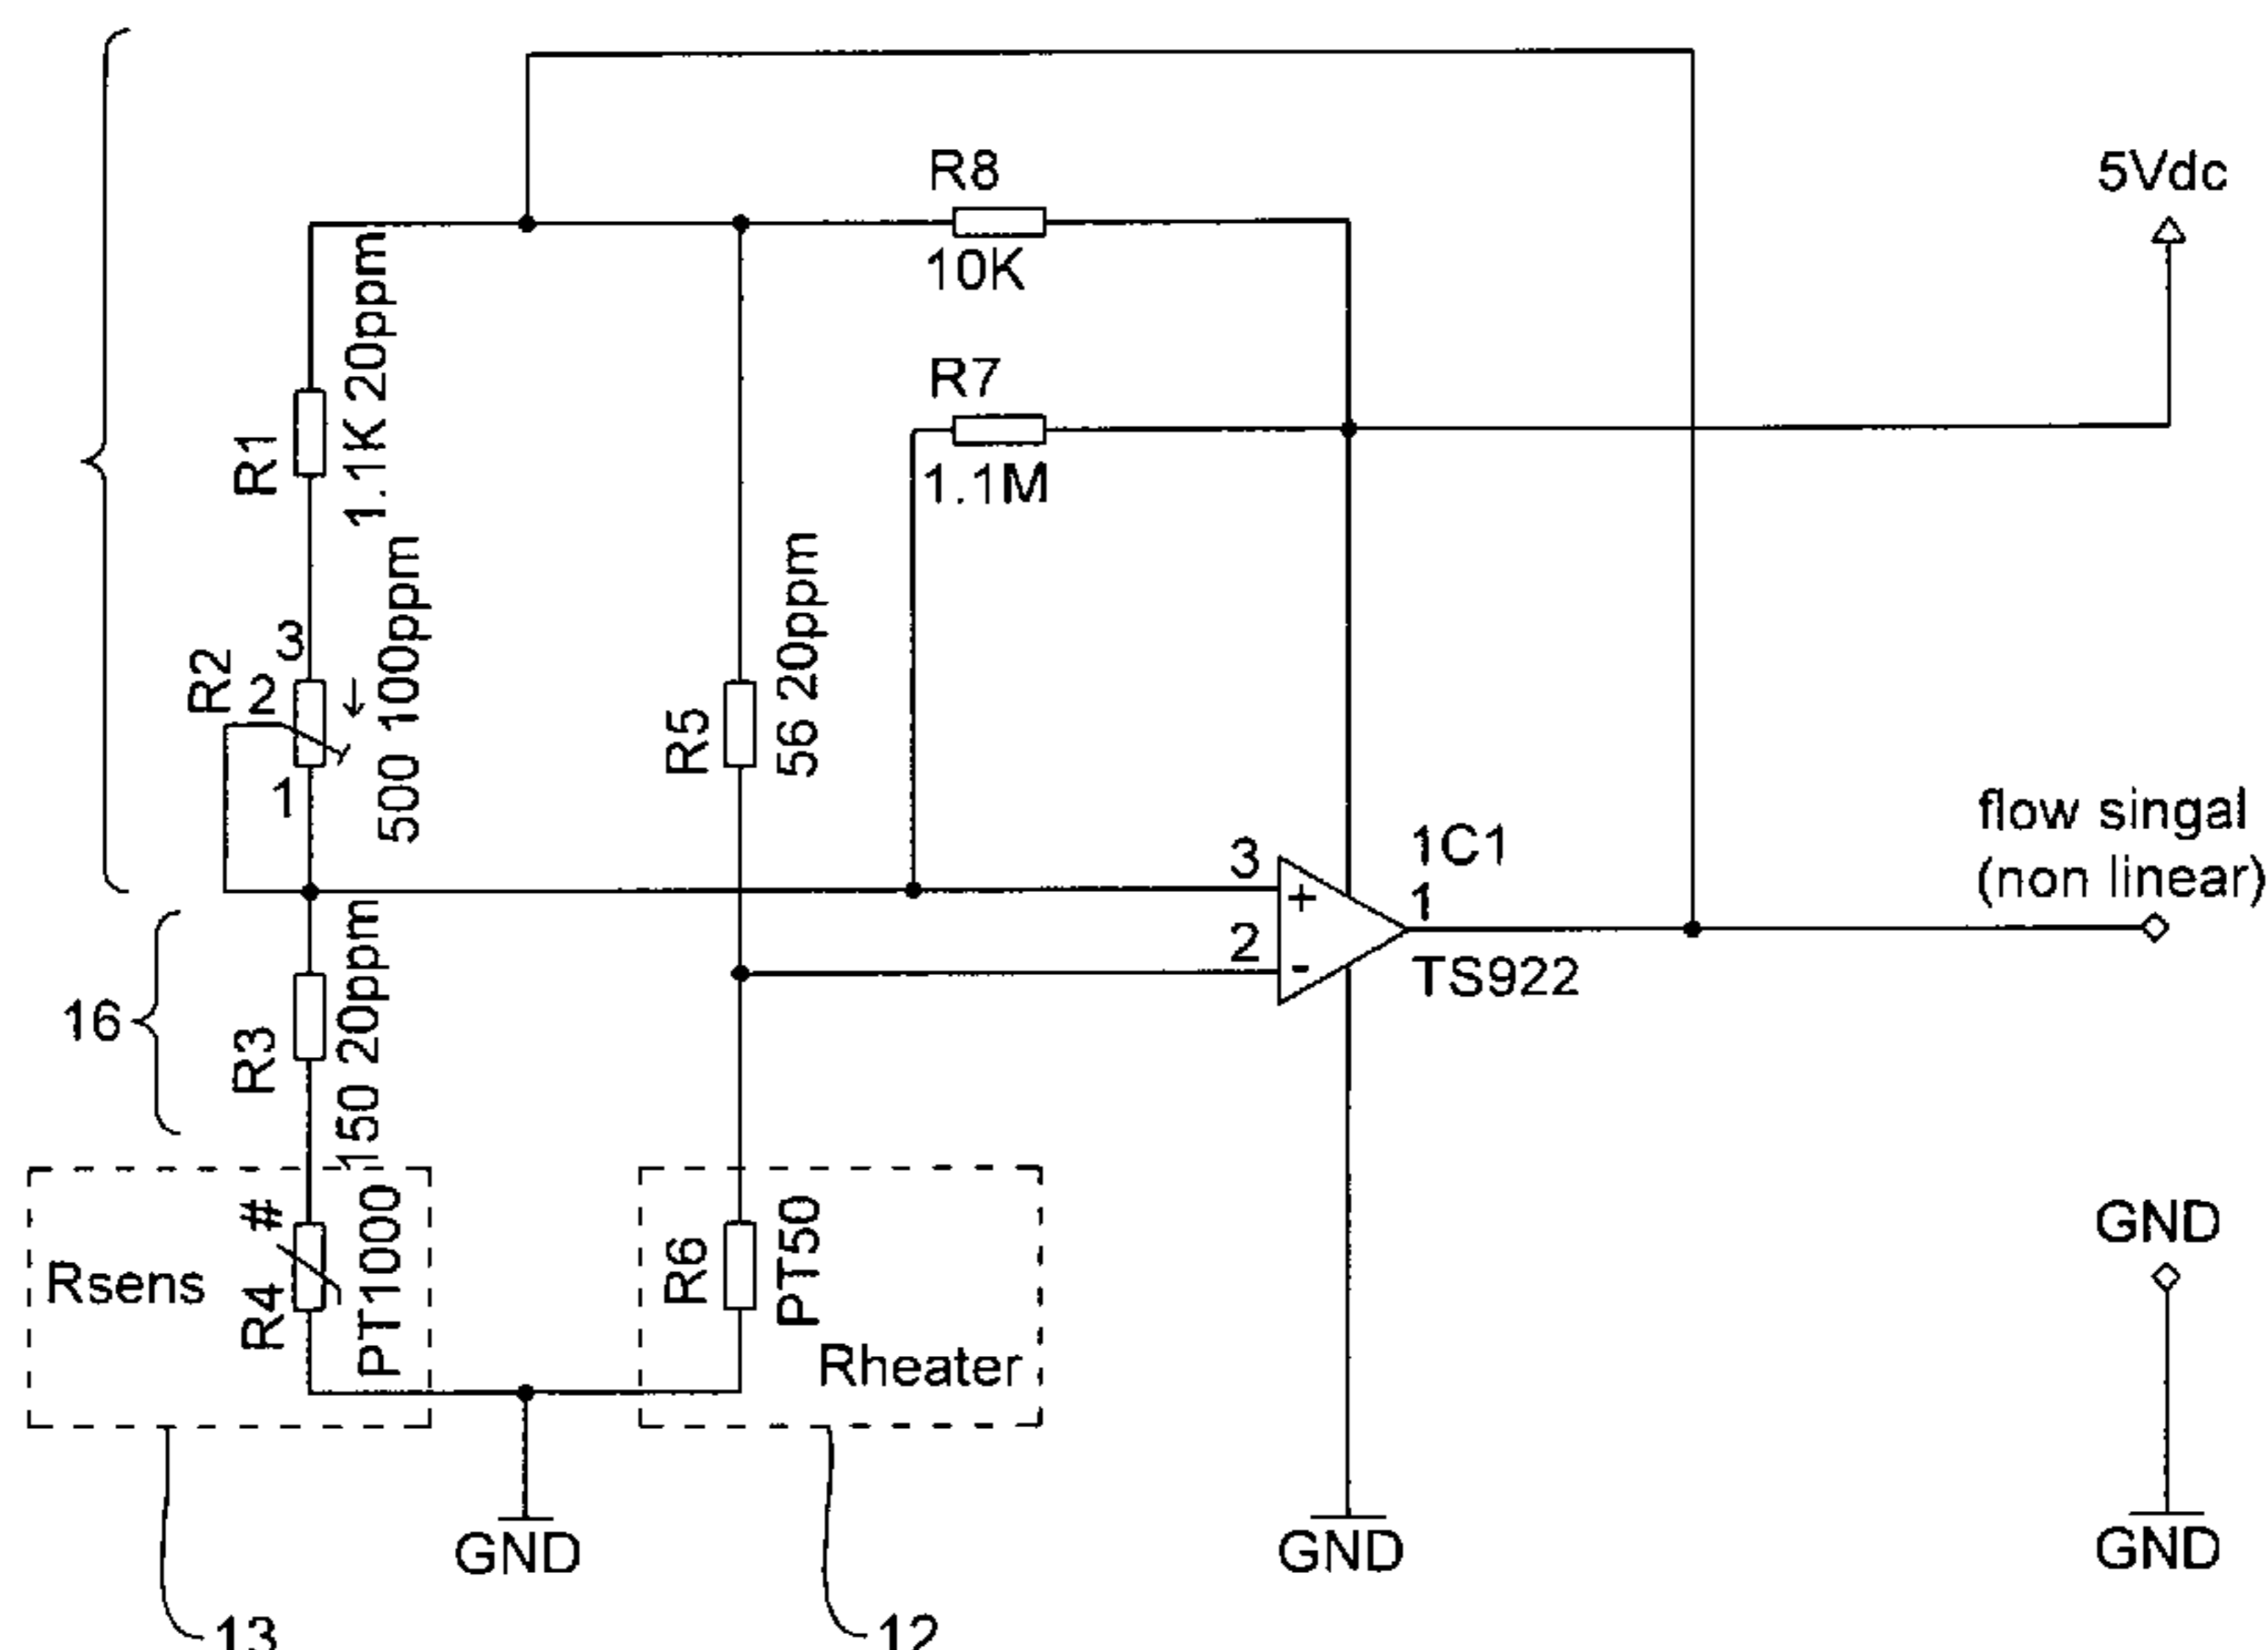 R8
10K
5Vdc
R7
1.1M
R1
1.1K 20ppm
R2
3
2
1
500 100ppm
R5
56 20ppm
3
+
2
-
1C1
1
TS922
flow singal
(non linear)
16
R3
150 20ppm
Rsens
#
R4
PT1000
R6
PT50
Rheater
GND
GND
GND
GND
13
12